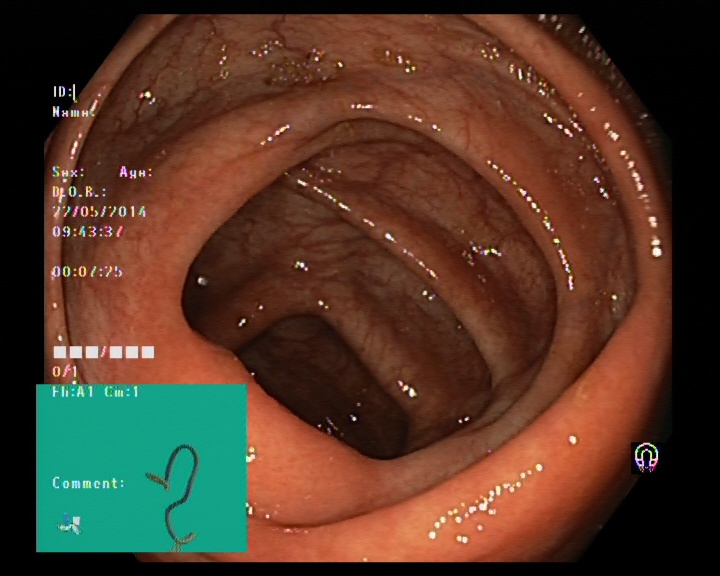 ID:
Name:
Sex: Age:
D.O.B.:
22/05/2014
09:43:37
00:07:25
0/1
Eh:A1 Cm:1
Comment: